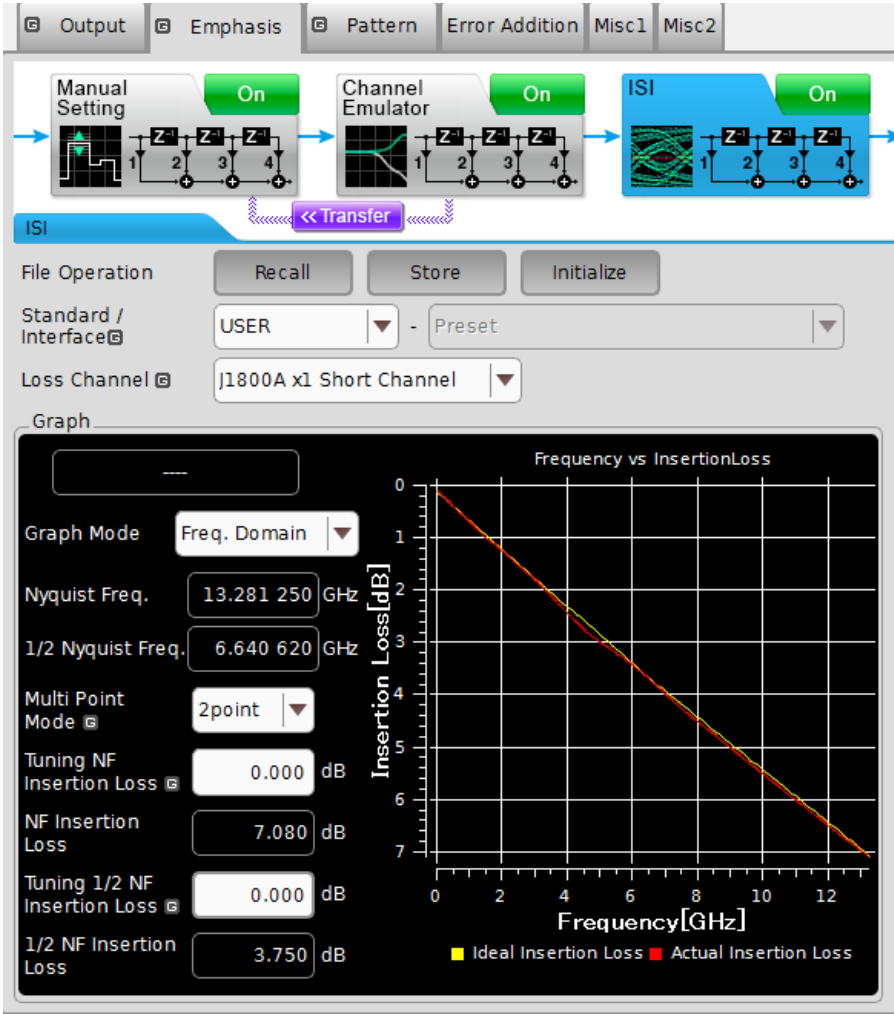 G Output G Emphasis G Pattern Error Addition Misc1 Misc2
Manual
Setting
On
Z⁻¹ Z⁻¹ Z⁻¹
1 2 3 4
Channel
Emulator
On
Z⁻¹ Z⁻¹ Z⁻¹
1 2 3 4
ISI
On
Z⁻¹ Z⁻¹ Z⁻¹
1 2 3 4
<< Transfer
ISI
File Operation Recall Store Initialize
Standard /
Interface G USER - Preset
Loss Channel G J1800A x1 Short Channel
Graph
----
Graph Mode Freq. Domain
Nyquist Freq. 13.281 250 GHz
1/2 Nyquist Freq. 6.640 620 GHz
Multi Point
Mode G 2point
Tuning NF
Insertion Loss G 0.000 dB
NF Insertion
Loss 7.080 dB
Tuning 1/2 NF
Insertion Loss G 0.000 dB
1/2 NF Insertion
Loss 3.750 dB
Frequency vs InsertionLoss
Insertion Loss[dB]
0
1
2
3
4
5
6
7
0 2 4 6 8 10 12
Frequency[GHz]
Ideal Insertion Loss Actual Insertion Loss